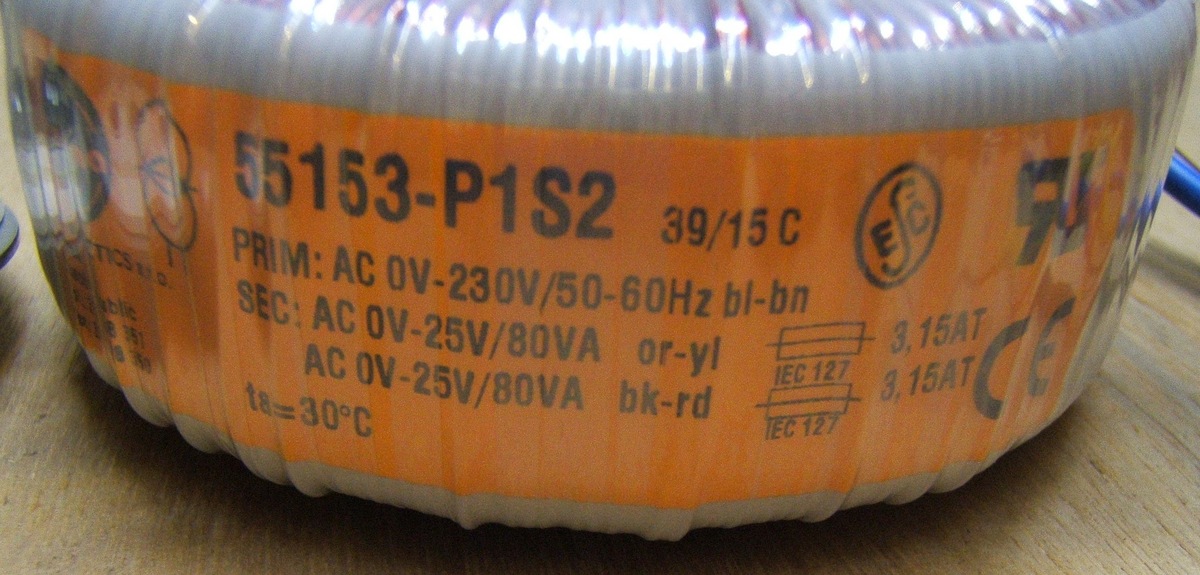 55153-P1S2 39/15 C
PRIM: AC 0V-230V/50-60Hz bl-bn
SEC: AC 0V-25V/80VA or-yl 3,15AT
IEC 127
AC 0V-25V/80VA bk-rd 3,15AT
IEC 127
ta=30°C
ESC
CE